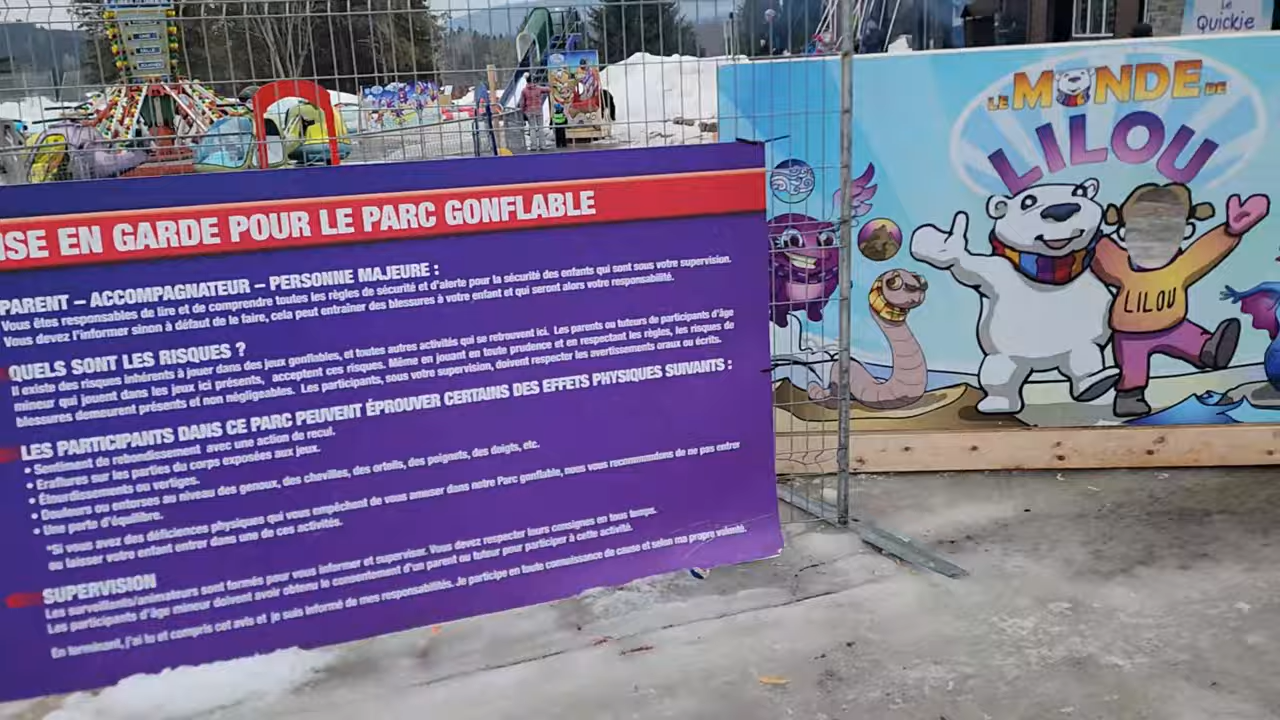 Le
Quickie
LE MONDE DE
LILOU
LILOU
ISE EN GARDE POUR LE PARC GONFLABLE
PARENT – ACCOMPAGNATEUR – PERSONNE MAJEURE :
Vous êtes responsables de lire et de comprendre toutes les règles de sécurité et d'alerte pour la sécurité des enfants qui sont sous votre supervision.
Vous devez l'informer sinon à défaut de le faire, cela peut entraîner des blessures à votre enfant et qui seront alors votre responsabilité.
QUELS SONT LES RISQUES ?
Il existe des risques inhérents à jouer dans des jeux gonflables, et toutes autres activités qui se retrouvent ici. Les parents ou tuteurs de participants d'âge
mineur qui jouent dans les jeux ici présents, acceptent ces risques. Même en jouant en toute prudence et en respectant les règles, les risques de
blessures demeurent présents et non négligeables. Les participants, sous votre supervision, doivent respecter les avertissements oraux ou écrits.
LES PARTICIPANTS DANS CE PARC PEUVENT ÉPROUVER CERTAINS DES EFFETS PHYSIQUES SUIVANTS :
• Sentiment de rebondissement avec une action de recul.
• Éraflures sur les parties du corps exposées aux jeux.
• Étourdissements ou vertiges.
• Douleurs ou entorses au niveau des genoux, des chevilles, des orteils, des poignets, des doigts, etc.
• Une perte d'équilibre.
*Si vous avez des déficiences physiques qui vous empêchent de vous amuser dans notre Parc gonflable, nous vous recommandons de ne pas entrer
ou laisser votre enfant entrer dans une de ces activités.
SUPERVISION
Les surveillants/animateurs sont formés pour vous informer et superviser. Vous devez respecter leurs consignes en tous temps.
Les participants d'âge mineur doivent avoir obtenu le consentement d'un parent ou tuteur pour participer à cette activité.
En terminant, j'ai lu et compris cet avis et je suis informé de mes responsabilités. Je participe en toute connaissance de cause et selon ma propre volonté.